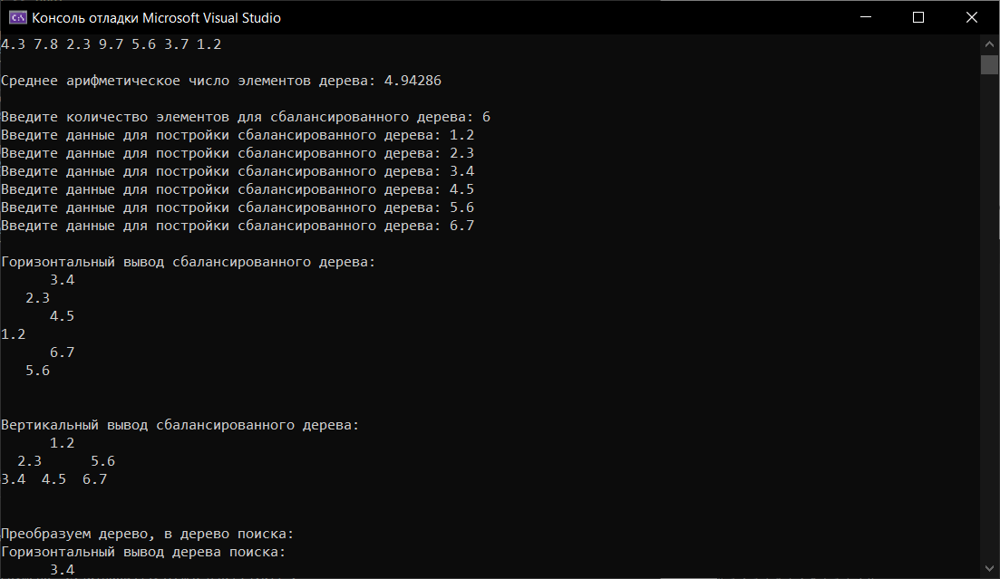 Консоль отладки Microsoft Visual Studio
4.3 7.8 2.3 9.7 5.6 3.7 1.2
Среднее арифметическое число элементов дерева: 4.94286
Введите количество элементов для сбалансированного дерева: 6
Введите данные для постройки сбалансированного дерева: 1.2
Введите данные для постройки сбалансированного дерева: 2.3
Введите данные для постройки сбалансированного дерева: 3.4
Введите данные для постройки сбалансированного дерева: 4.5
Введите данные для постройки сбалансированного дерева: 5.6
Введите данные для постройки сбалансированного дерева: 6.7
Горизонтальный вывод сбалансированного дерева:
3.4
2.3
4.5
1.2
6.7
5.6
Вертикальный вывод сбалансированного дерева:
1.2
2.3 5.6
3.4 4.5 6.7
Преобразуем дерево, в дерево поиска:
Горизонтальный вывод дерева поиска:
3.4